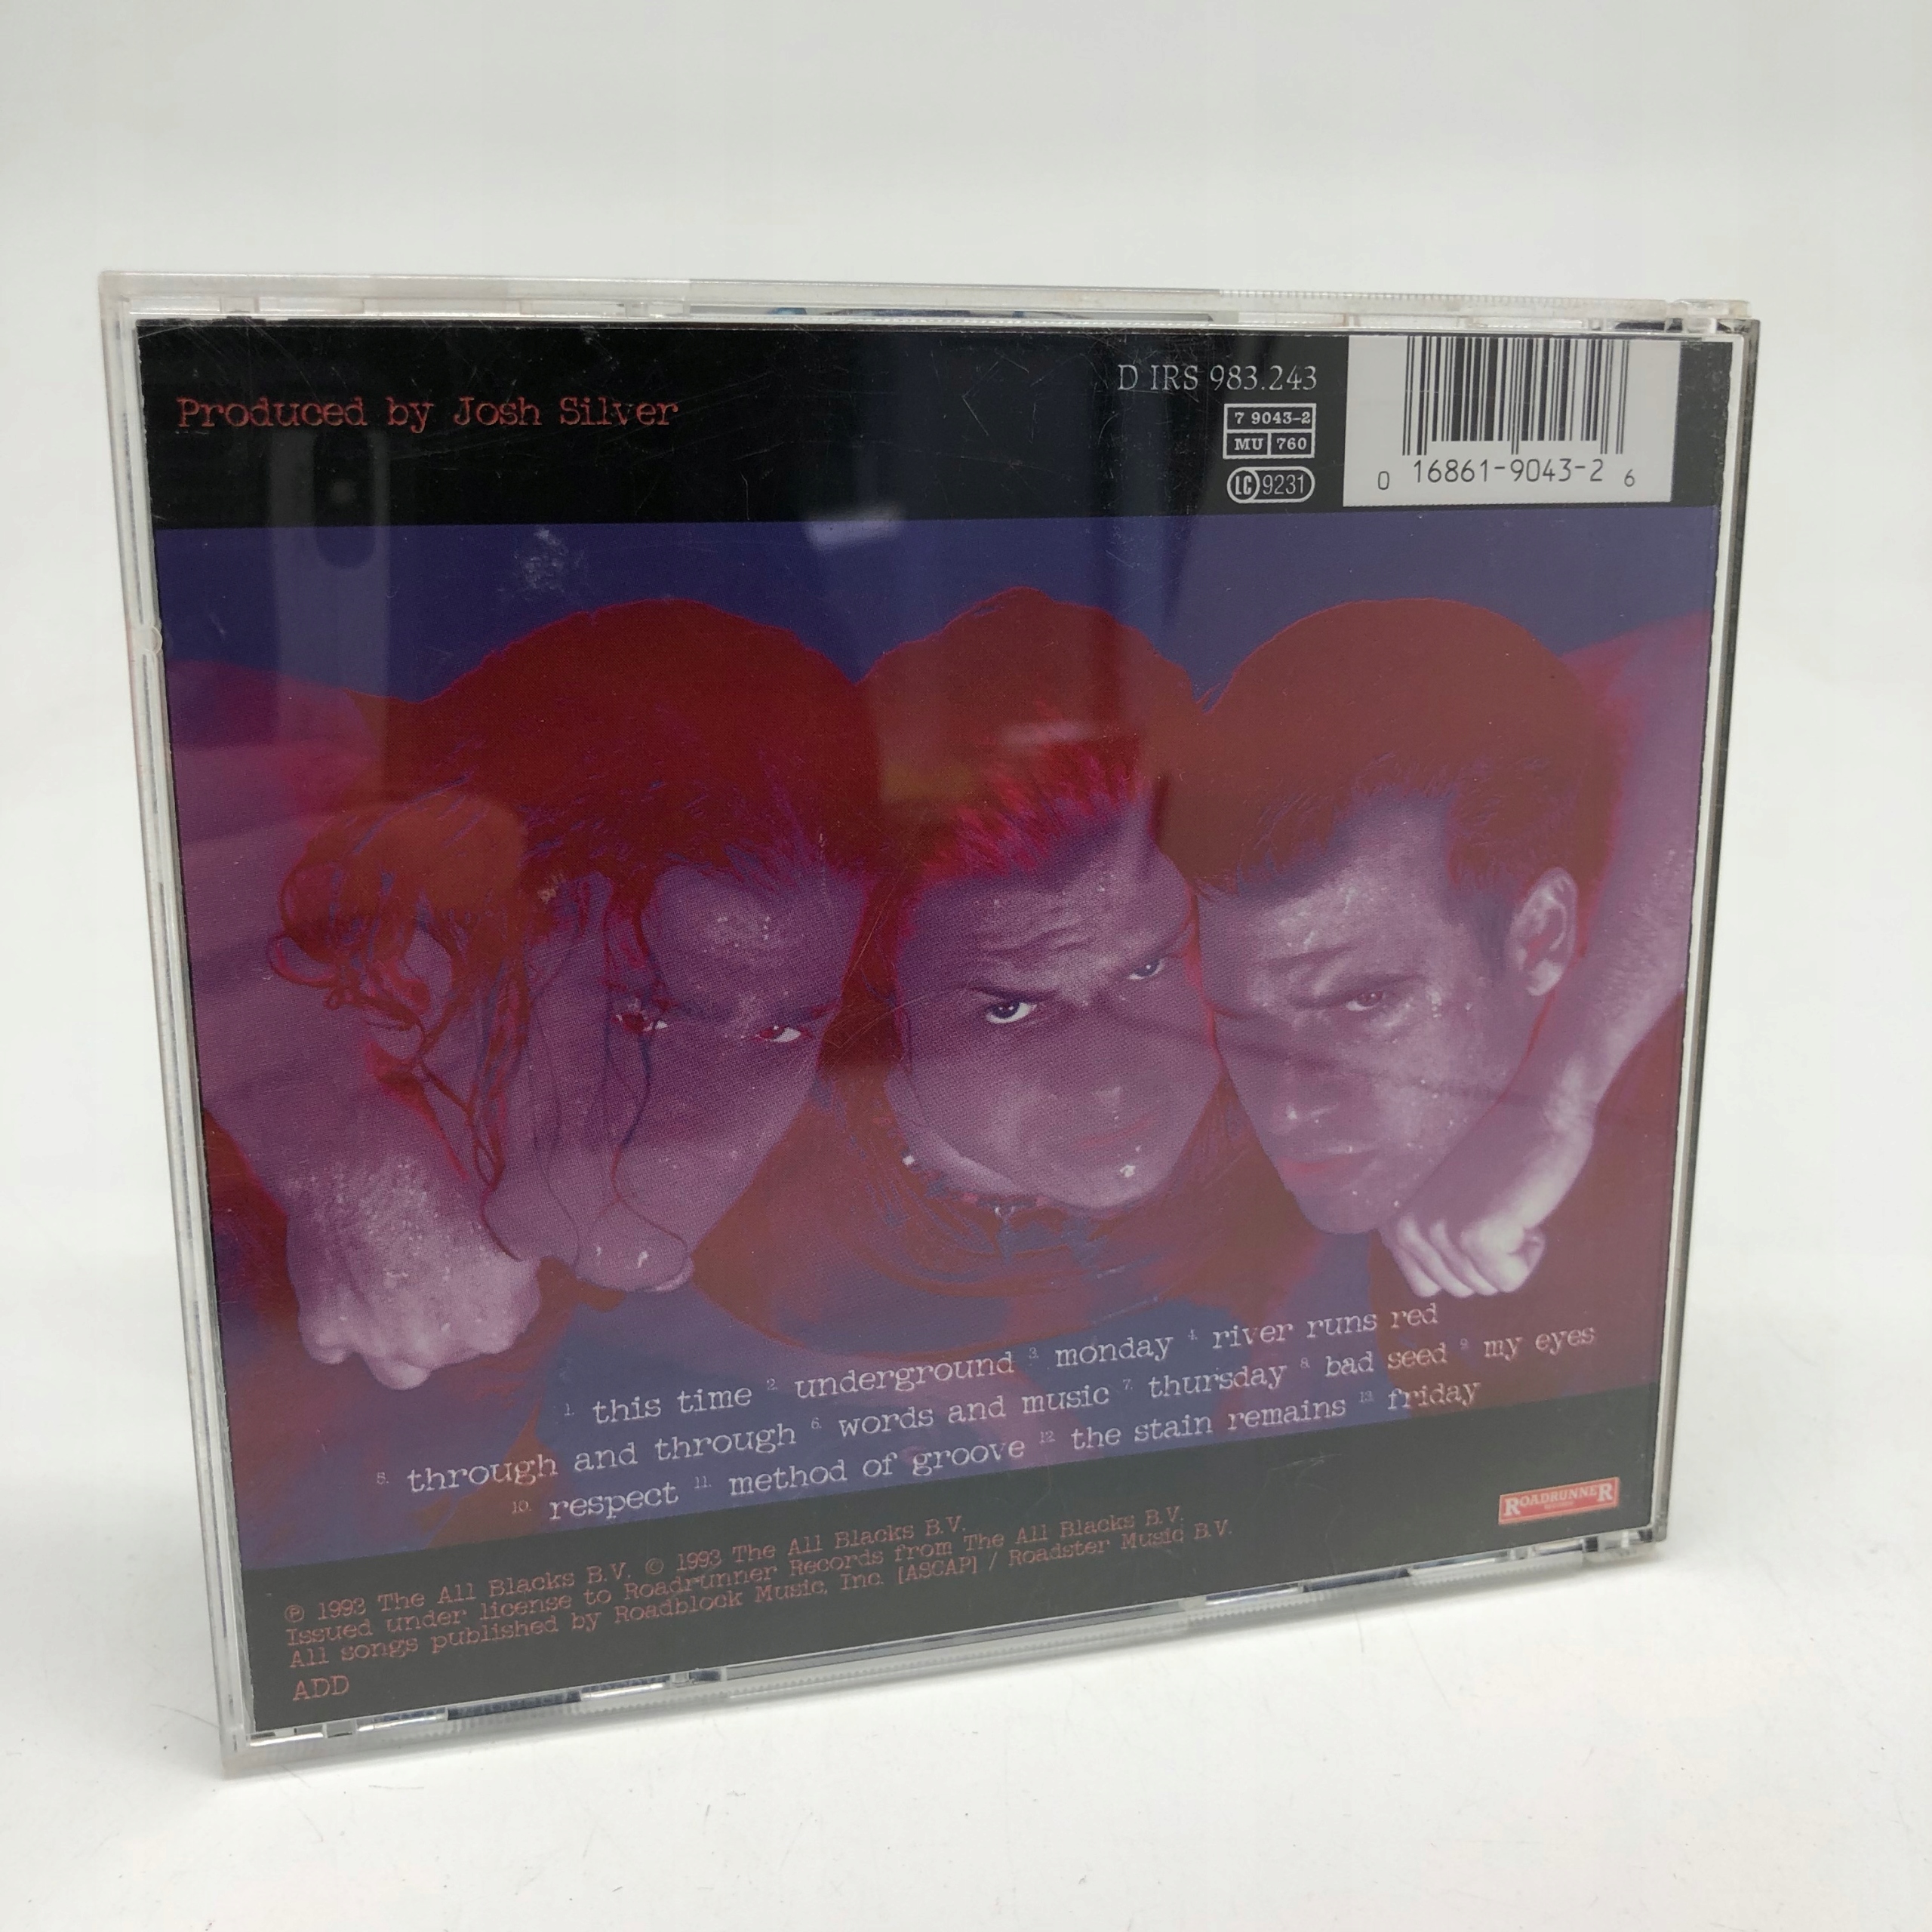 Produced by Josh Silver
D IRS 983.243
7 9043-2
MU 760
LC 9231
0 16861-9043-2 6
1. this time 2. underground 3. monday 4. river runs red
5. through and through 6. words and music 7. thursday 8. bad seed 9. my eyes
10. respect 11. method of groove 12. the stain remains 13. friday
ROADRUNNER
℗ 1993 The All Blacks B.V. © 1993 The All Blacks B.V.
Issued under license to Roadrunner Records from The All Blacks B.V.
All songs published by Roadblock Music, Inc. [ASCAP] / Roadster Music B.V.
ADD